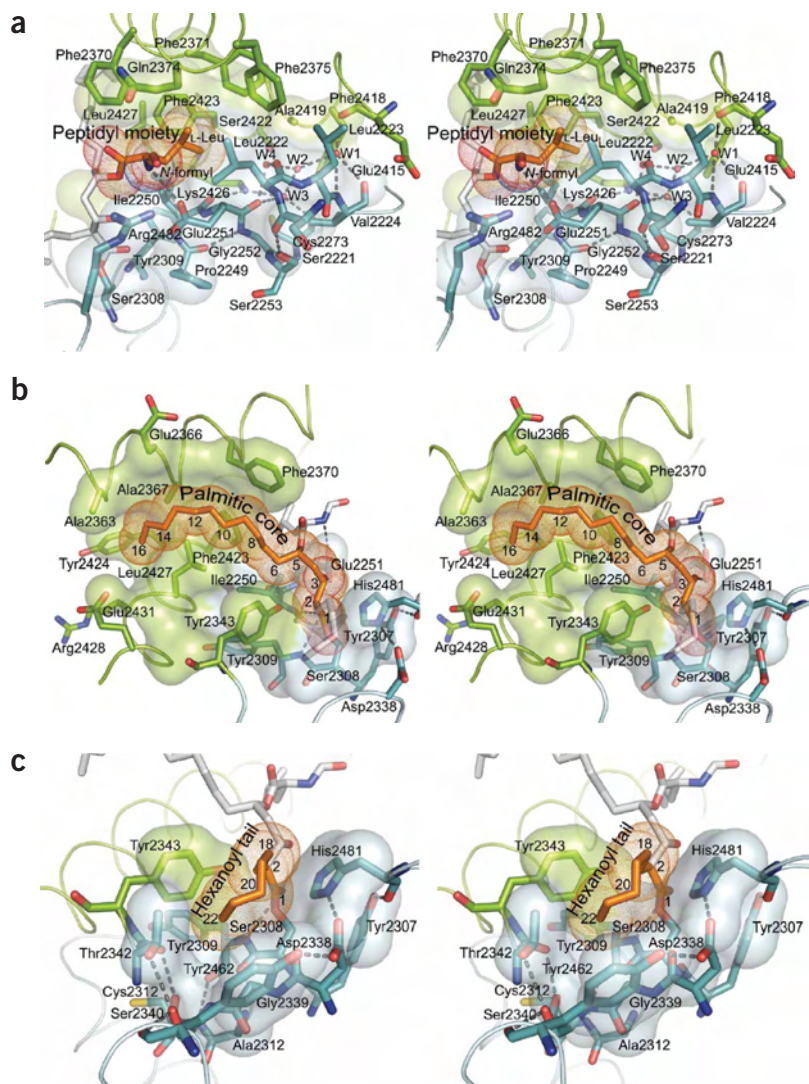 a
Phe2371
Phe2370
Gln2374
Phe2375
Phe2423
Phe2418
Ala2419
Leu2427
Ser2422
Peptidyl moiety
L-Leu
Leu2222
Leu2223
W4
W2
W1
N-formyl
Glu2415
Ile2250
Lys2426
W3
Val2224
Arg2482
Glu2251
Cys2273
Tyr2309
Gly2252
Ser2221
Pro2249
Ser2308
Ser2253
Phe2371
Phe2370
Gln2374
Phe2375
Phe2423
Phe2418
Ala2419
Leu2427
Ser2422
Peptidyl moiety
L-Leu
Leu2222
Leu2223
W4
W2
W1
N-formyl
Glu2415
Ile2250
Lys2426
W3
Val2224
Arg2482
Glu2251
Cys2273
Tyr2309
Gly2252
Ser2221
Pro2249
Ser2308
Ser2253
b
Glu2366
Phe2370
Ala2367
Palmitic core
Ala2363
16
14
12
10
8
6
5
3
2
1
Tyr2424
Phe2423
Glu2251
Leu2427
Ile2250
His2481
Glu2431
Tyr2343
Tyr2307
Arg2428
Tyr2309
Ser2308
Asp2338
Glu2366
Phe2370
Ala2367
Palmitic core
Ala2363
16
14
12
10
8
6
5
3
2
1
Tyr2424
Phe2423
Glu2251
Leu2427
Ile2250
His2481
Glu2431
Tyr2343
Tyr2307
Arg2428
Tyr2309
Ser2308
Asp2338
c
Tyr2343
Hexanoyl tail
18
2
20
1
22
His2481
Ser2308
Tyr2307
Thr2342
Tyr2309
Asp2338
Tyr2462
Cys2312
Gly2339
Ser2340
Ala2312
Tyr2343
Hexanoyl tail
18
2
20
1
22
His2481
Ser2308
Tyr2307
Thr2342
Tyr2309
Asp2338
Tyr2462
Cys2312
Gly2339
Ser2340
Ala2312